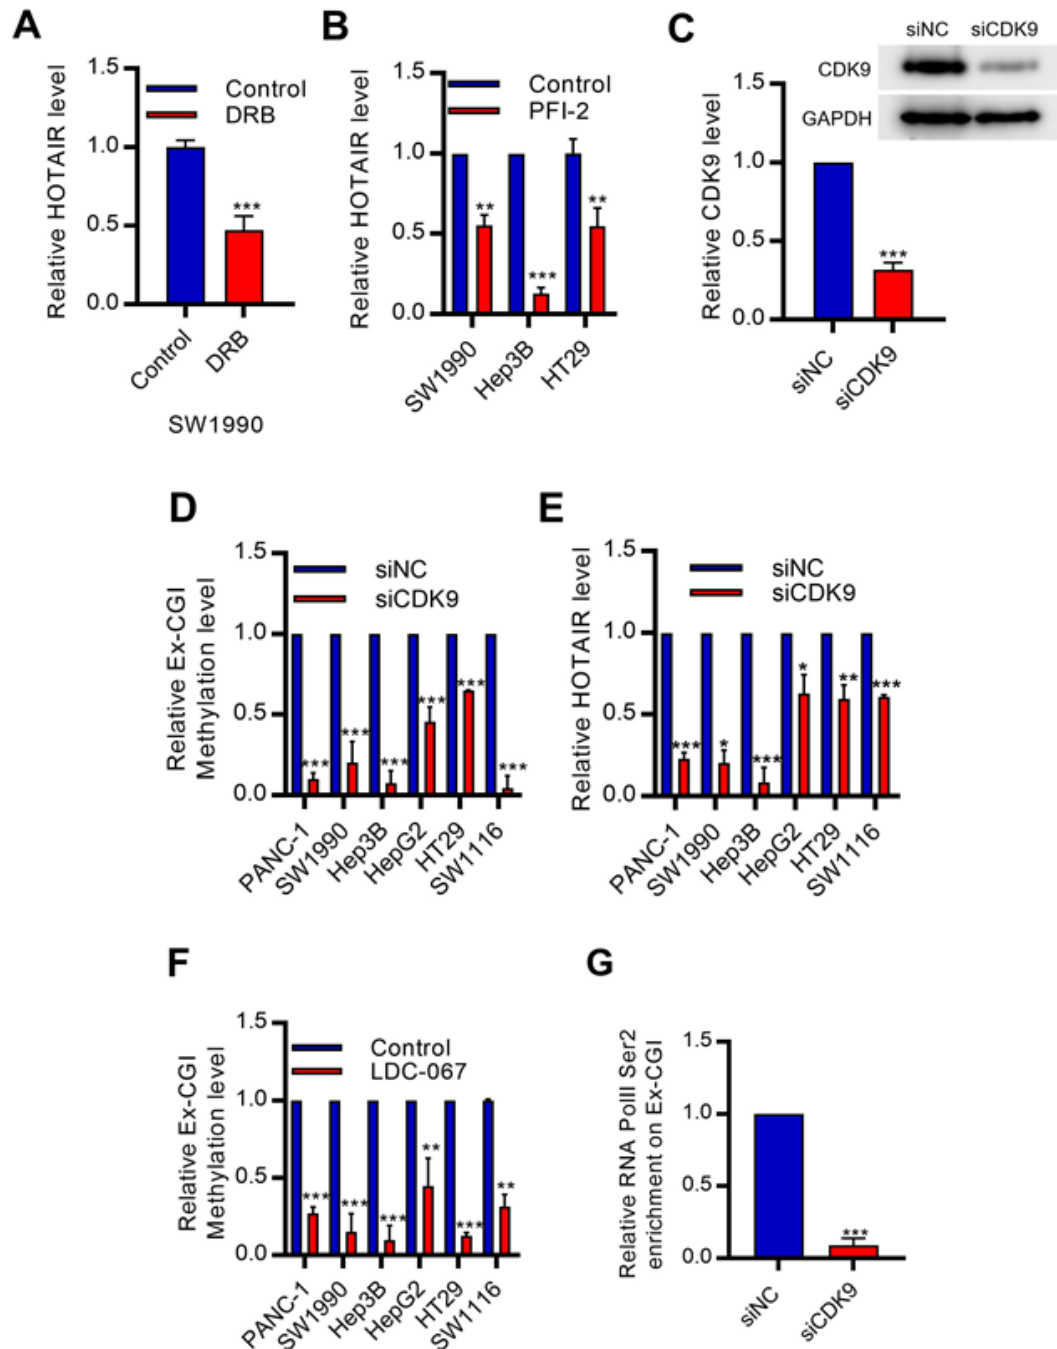 A
Relative HOTAIR level
1.5
1.0
0.5
0.0
Control
DRB
***
Control
DRB
SW1990
B
Relative HOTAIR level
1.5
1.0
0.5
0.0
Control
PFI-2
**
***
**
SW1990
Hep3B
HT29
C
siNC siCDK9
CDK9
GAPDH
Relative CDK9 level
1.5
1.0
0.5
0.0
***
siNC
siCDK9
D
Relative Ex-CGI
Methylation level
1.5
1.0
0.5
0.0
siNC
siCDK9
***
***
***
***
***
***
PANC-1
SW1990
Hep3B
HepG2
HT29
SW1116
E
Relative HOTAIR level
1.5
1.0
0.5
0.0
siNC
siCDK9
***
*
***
*
**
***
PANC-1
SW1990
Hep3B
HepG2
HT29
SW1116
F
Relative Ex-CGI
Methylation level
1.5
1.0
0.5
0.0
Control
LDC-067
***
***
***
**
***
**
PANC-1
SW1990
Hep3B
HepG2
HT29
SW1116
G
Relative RNA PolII Ser2
enrichment on Ex-CGI
1.5
1.0
0.5
0.0
***
siNC
siCDK9